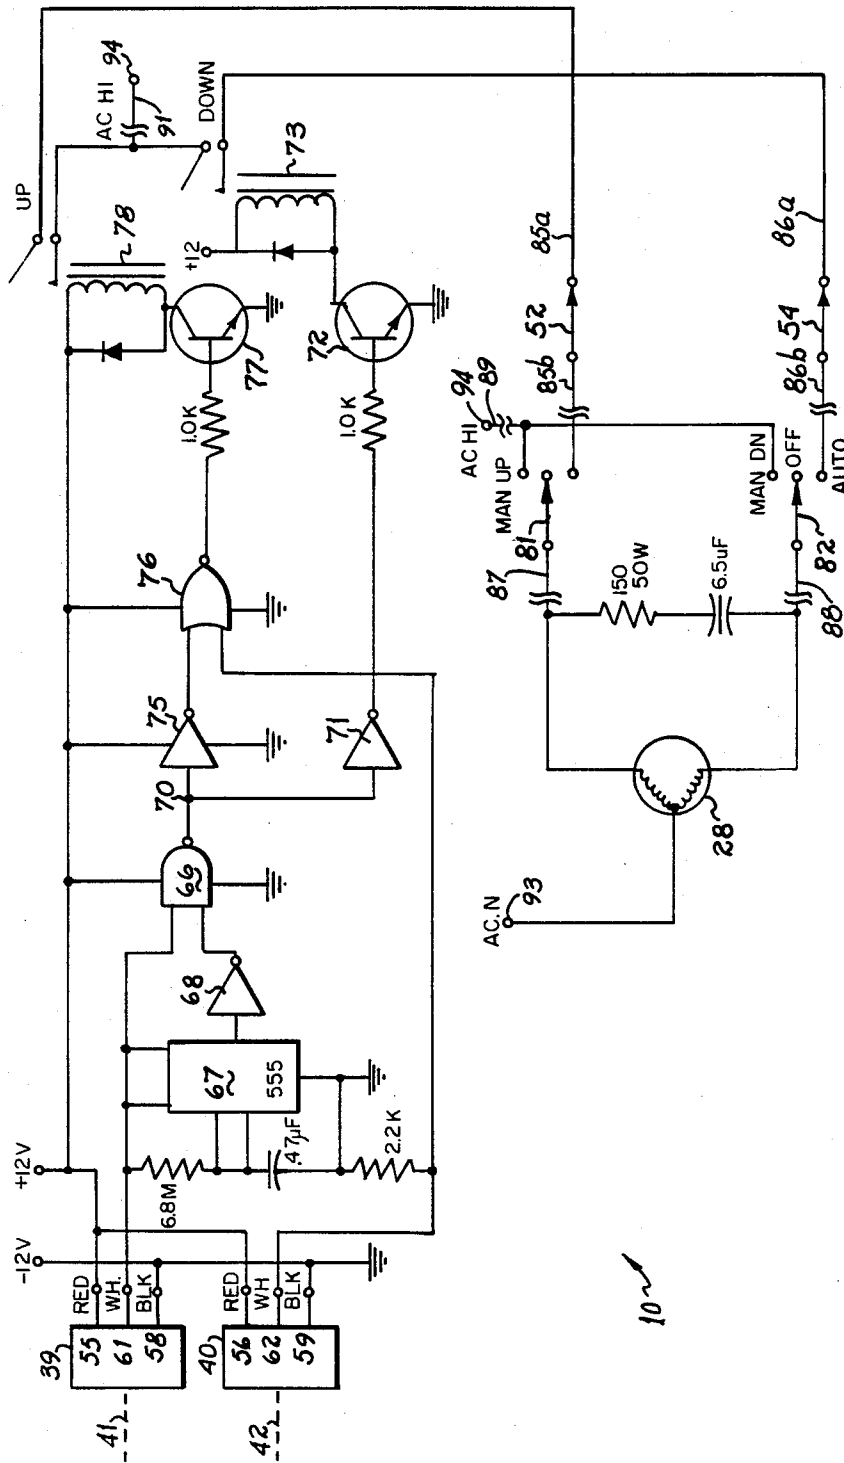 UP
94
AC HI
91
DOWN
78
73
+12
77
72
1.0K
1.0K
85a
86a
52
54
85b
86b
94
89
AC HI
MAN UP
MAN DN
OFF
AUTO
81
82
87
88
150
50W
6.5uF
28
AC.N
93
76
75
71
70
66
68
67
555
.47µF
2.2K
6.8M
+12V
-12V
RED
WH.
BLK
RED
WH
BLK
39
55
61
58
40
56
62
59
41
42
10